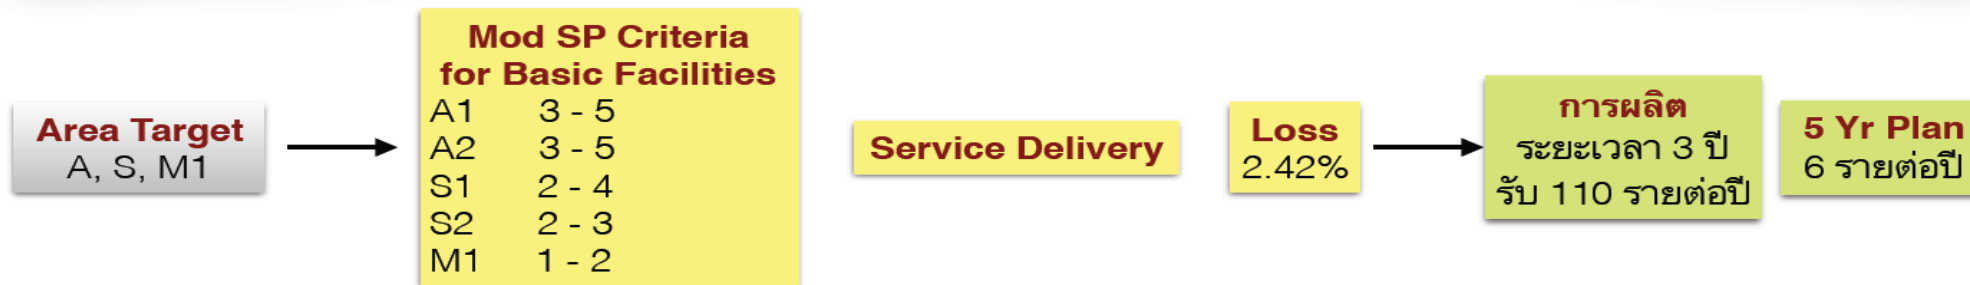 Area Target
A, S, M1
Mod SP Criteria
for Basic Facilities
A1 3 - 5
A2 3 - 5
S1 2 - 4
S2 2 - 3
M1 1 - 2
Service Delivery
Loss
2.42%
การผลิต
ระยะเวลา 3 ปี
รับ 110 รายต่อปี
5 Yr Plan
6 รายต่อปี